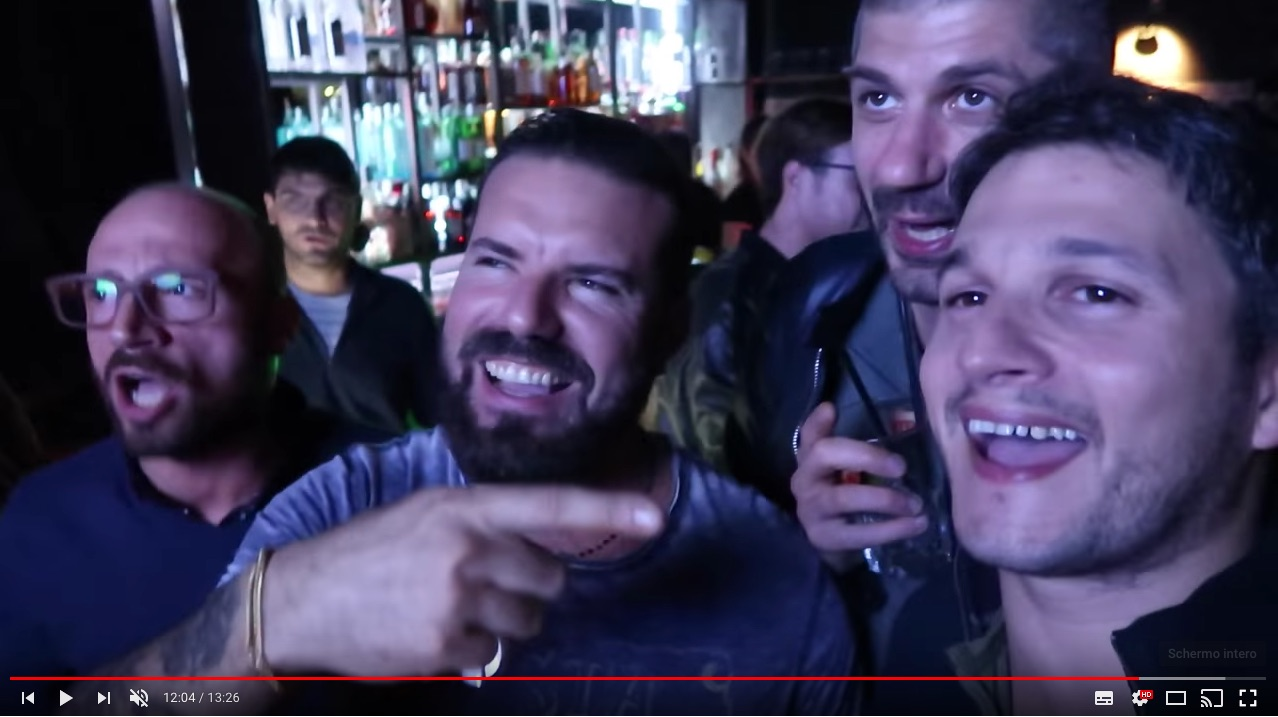 Schermo intero
12:04 / 13:26
HD